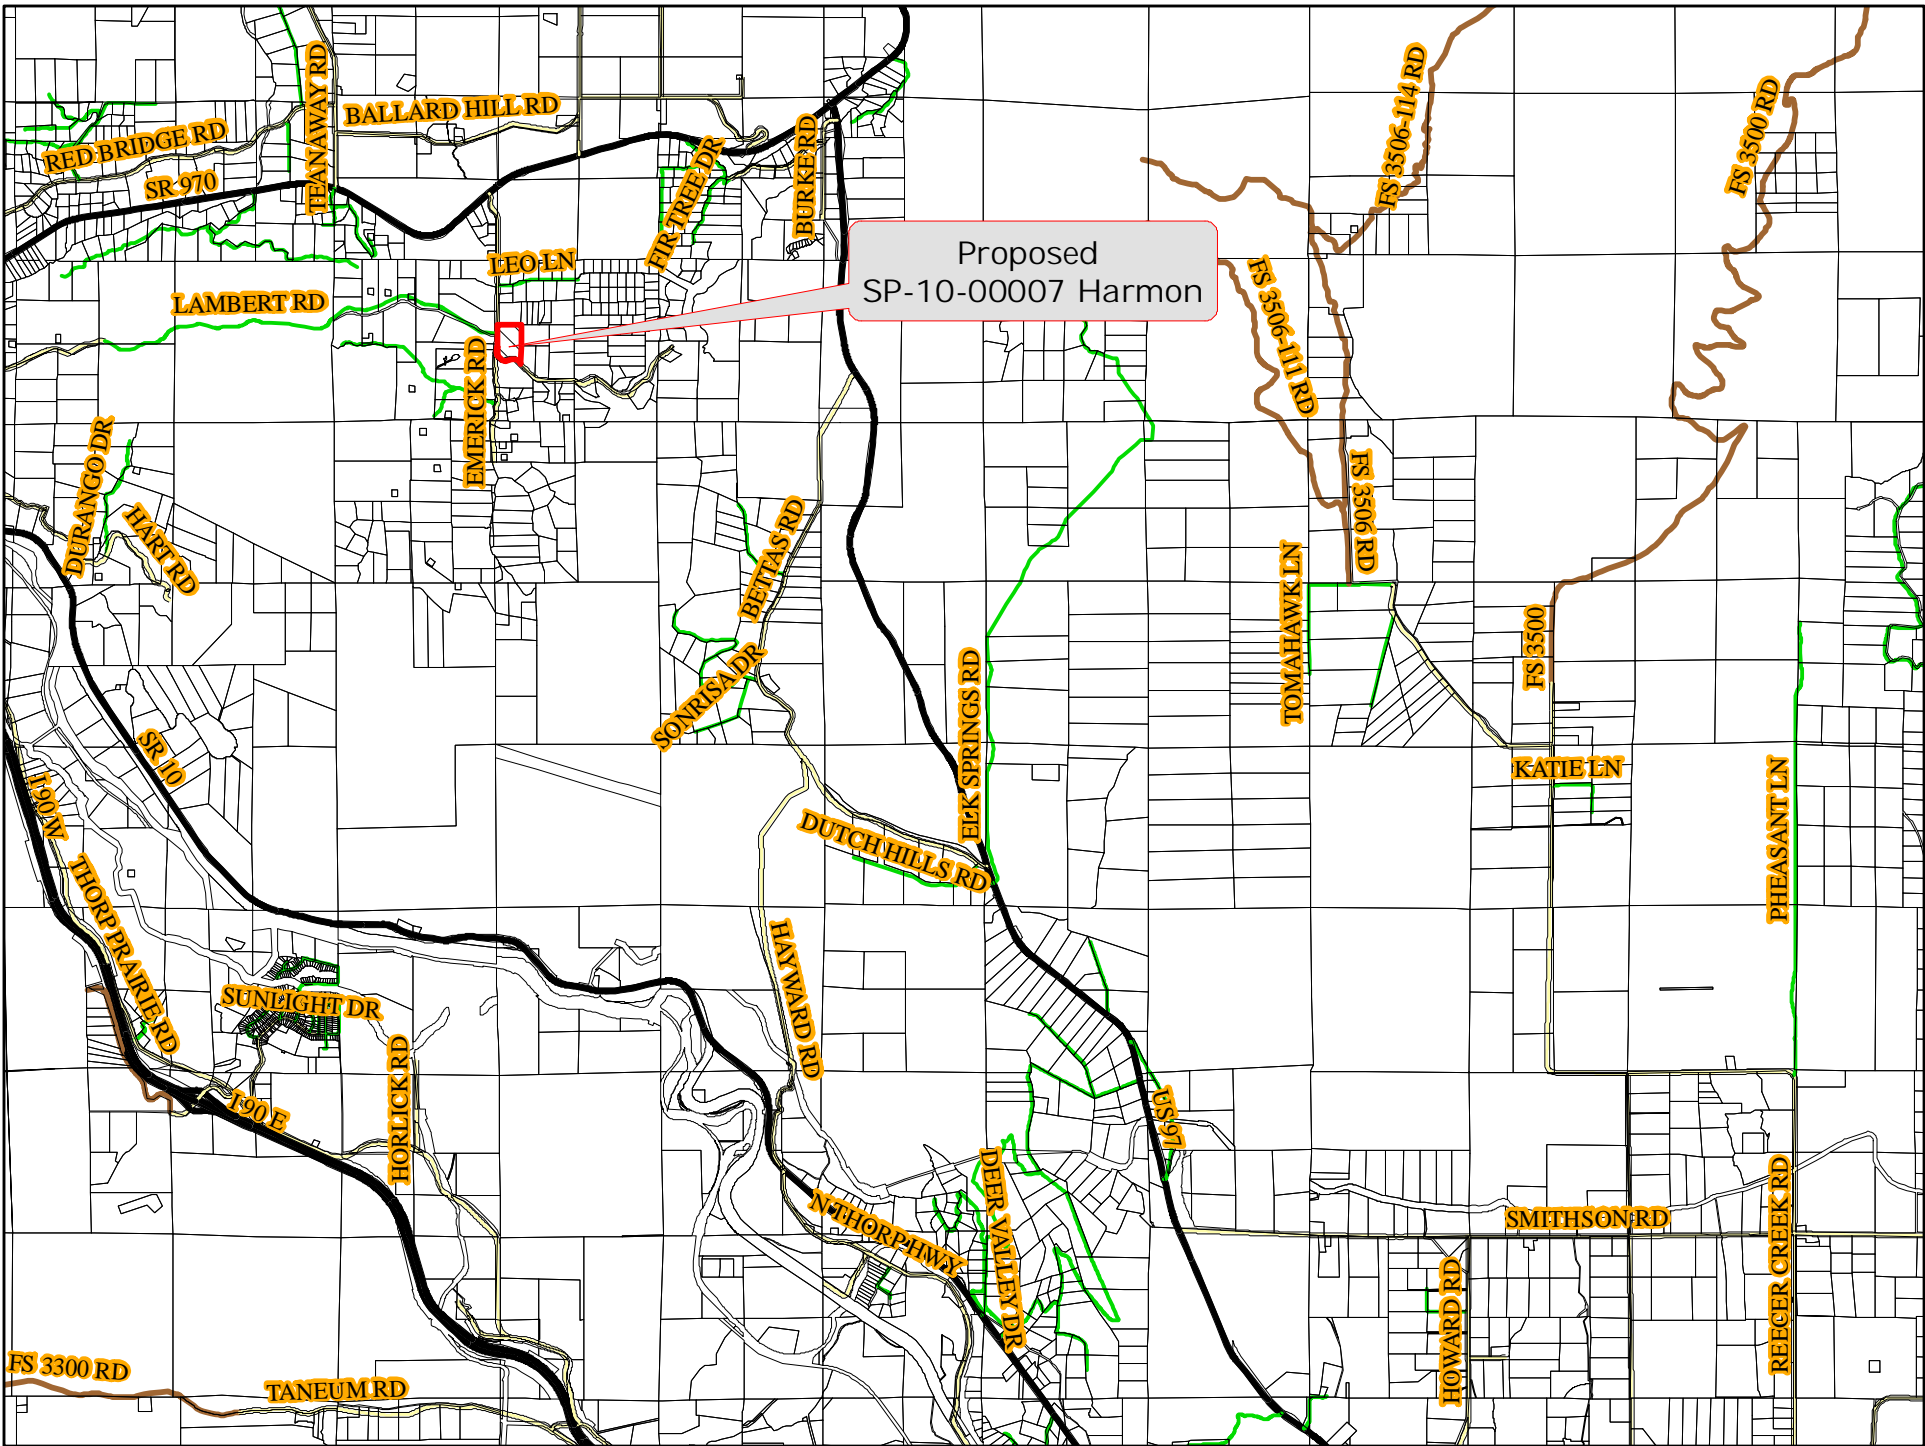 TEANAWAY RD
BALLARD HILL RD
RED BRIDGE RD
SR 970
FIR TREE DR
BURKE RD
FS 3506-114 RD
FS 3500 RD
LEO LN
Proposed
SP-10-00007 Harmon
LAMBERT RD
EMERICK RD
FS 3506-111 RD
DURANGO DR
HART RD
BETTAS RD
FS 3506 RD
TOMAHAWK LN
FS 3500
SONRISA DR
ELK SPRINGS RD
SR 10
I 90 W
KATIE LN
PHEASANT LN
DUTCH HILLS RD
THORP PRAIRIE RD
HAYWARD RD
SUNLIGHT DR
HORLICK RD
I 90 E
US 97
DEER VALLEY DR
N THORP HWY
SMITHSON RD
REECER CREEK RD
HOWARD RD
FS 3300 RD
TANEUM RD